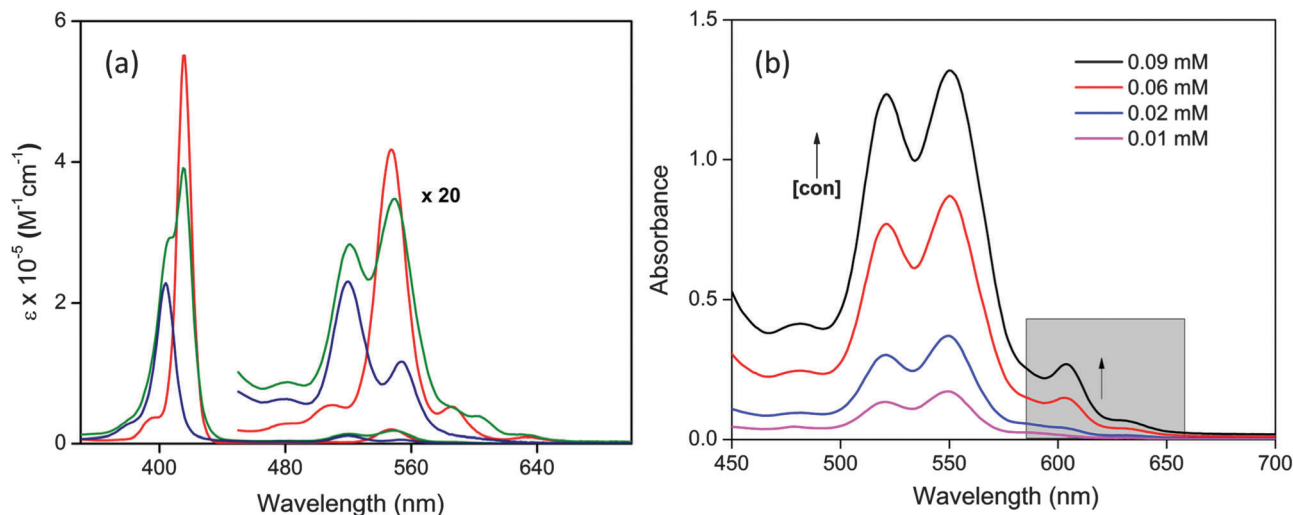 (a)
6
4
2
0
ε x 10⁻⁵ (M⁻¹cm⁻¹)
x 20
400
480
560
640
Wavelength (nm)
(b)
1.5
1.0
0.5
0.0
Absorbance
[con]
0.09 mM
0.06 mM
0.02 mM
0.01 mM
450
500
550
600
650
700
Wavelength (nm)